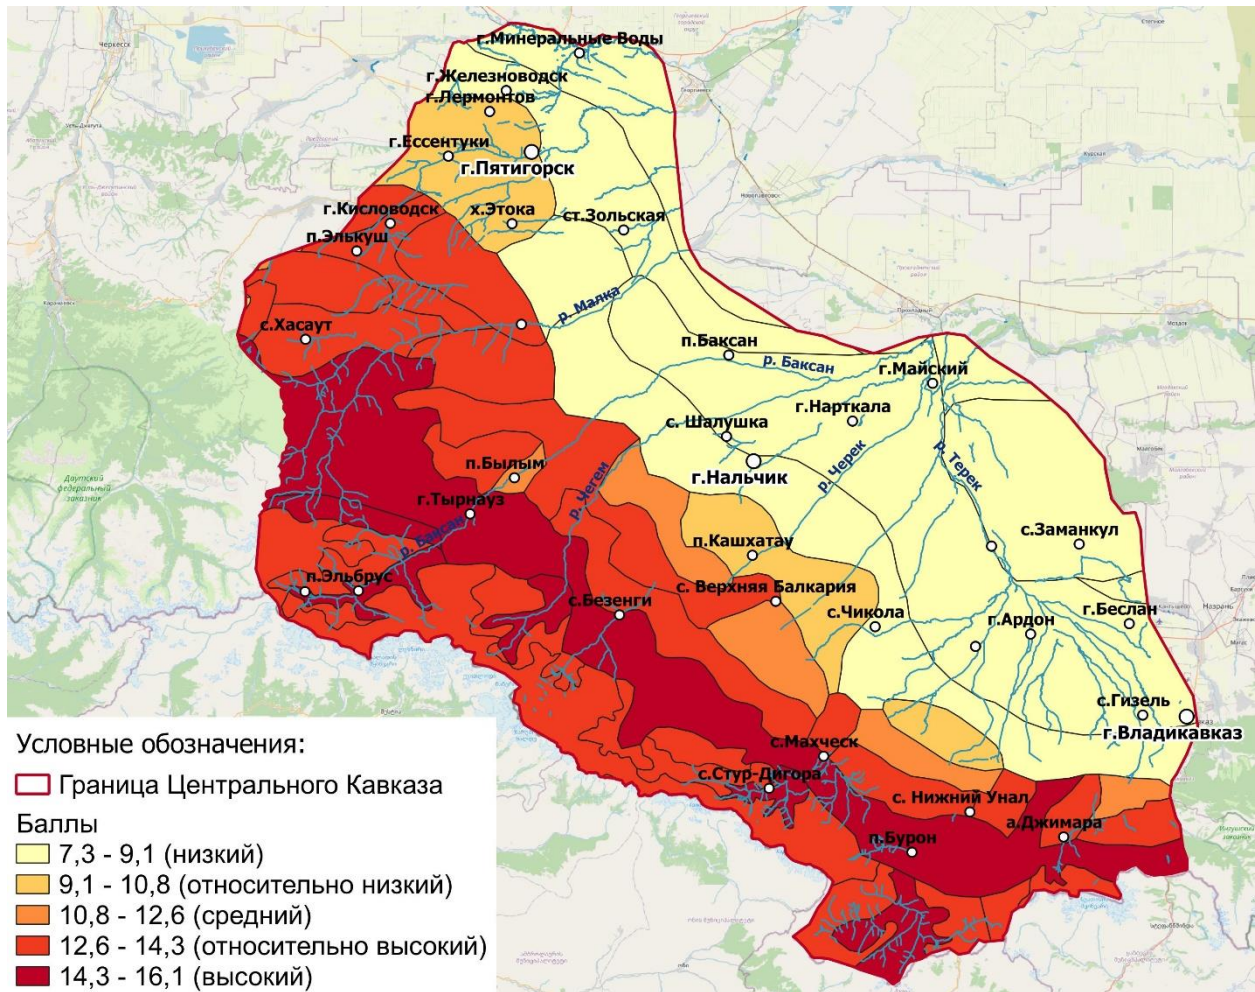 Черкесск
г.Минеральные Воды
г.Железноводск
г.Лермонтов
г.Ессентуки
г.Пятигорск
г.Кисловодск
х.Этока
ст.Зольская
п.Элькуш
р. Малка
с.Хасаут
п.Баксан
р. Баксан
г.Майский
г.Нарткала
с. Шалушка
р. Черек
р. Терек
г.Нальчик
п.Былым
р. Чегем
г.Тырнауз
р. Баксан
п.Кашхатау
с.Заманкул
п.Эльбрус
с. Верхняя Балкария
с.Безенги
с.Чикола
г.Ардон
г.Беслан
Назрань
с.Гизель
г.Владикавказ
с.Махческ
с.Стур-Дигора
с. Нижний Унал
а.Джимара
п.Бурон
Условные обозначения:
Граница Центрального Кавказа
Баллы
7,3 - 9,1 (низкий)
9,1 - 10,8 (относительно низкий)
10,8 - 12,6 (средний)
12,6 - 14,3 (относительно высокий)
14,3 - 16,1 (высокий)